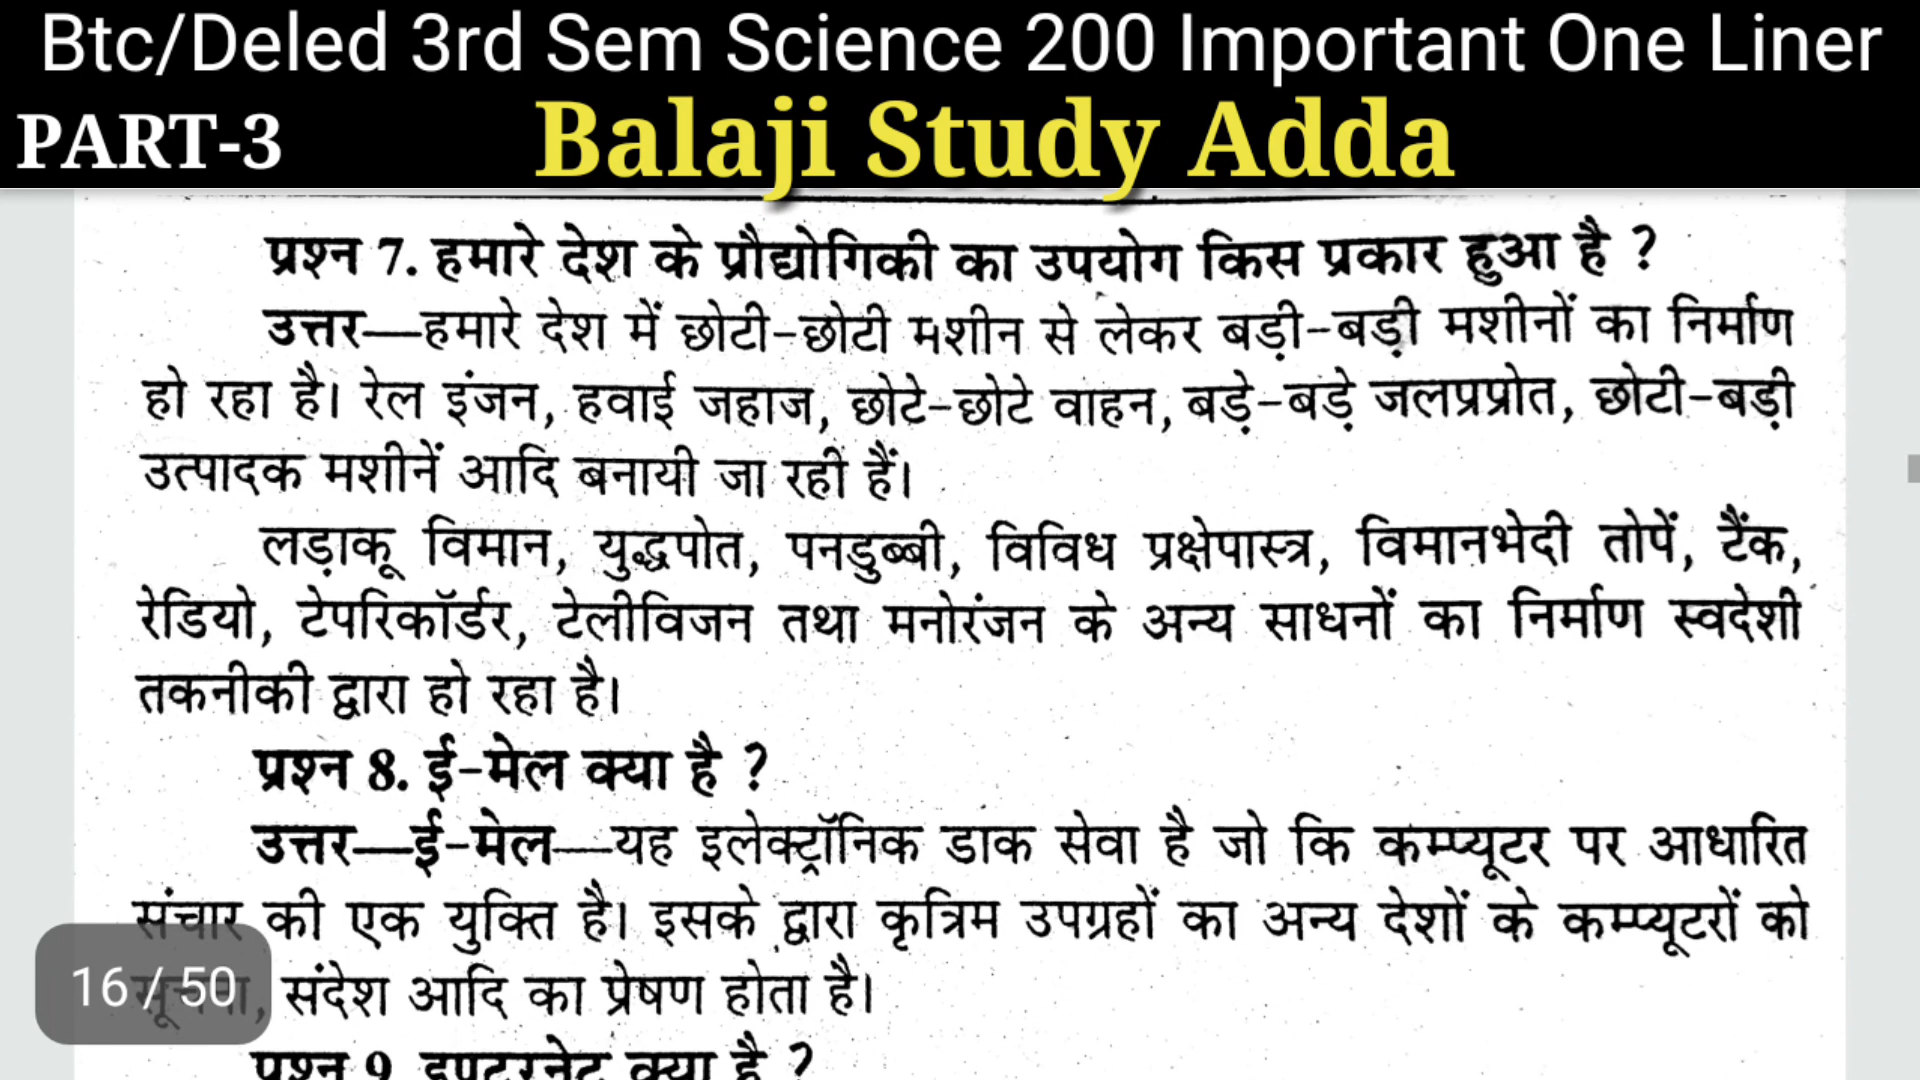 Btc/Deled 3rd Sem Science 200 Important One Liner
PART-3 Balaji Study Adda
प्रश्न 7. हमारे देश के प्रौद्योगिकी का उपयोग किस प्रकार हुआ है ?
उत्तर—हमारे देश में छोटी-छोटी मशीन से लेकर बड़ी-बड़ी मशीनों का निर्माण
हो रहा है। रेल इंजन, हवाई जहाज, छोटे-छोटे वाहन, बड़े-बड़े जलप्रप्रोत, छोटी-बड़ी
उत्पादक मशीनें आदि बनायी जा रही हैं।
लड़ाकू विमान, युद्धपोत, पनडुब्बी, विविध प्रक्षेपास्त्र, विमानभेदी तोपें, टैंक,
रेडियो, टेपरिकॉर्डर, टेलीविजन तथा मनोरंजन के अन्य साधनों का निर्माण स्वदेशी
तकनीकी द्वारा हो रहा है।
प्रश्न 8. ई-मेल क्या है ?
उत्तर—ई-मेल—यह इलेक्ट्रॉनिक डाक सेवा है जो कि कम्प्यूटर पर आधारित
संचार की एक युक्ति है। इसके द्वारा कृत्रिम उपग्रहों का अन्य देशों के कम्प्यूटरों को
संदेश आदि का प्रेषण होता है।
16 / 50
प्रश्न 9. इण्टरनेट क्या है ?